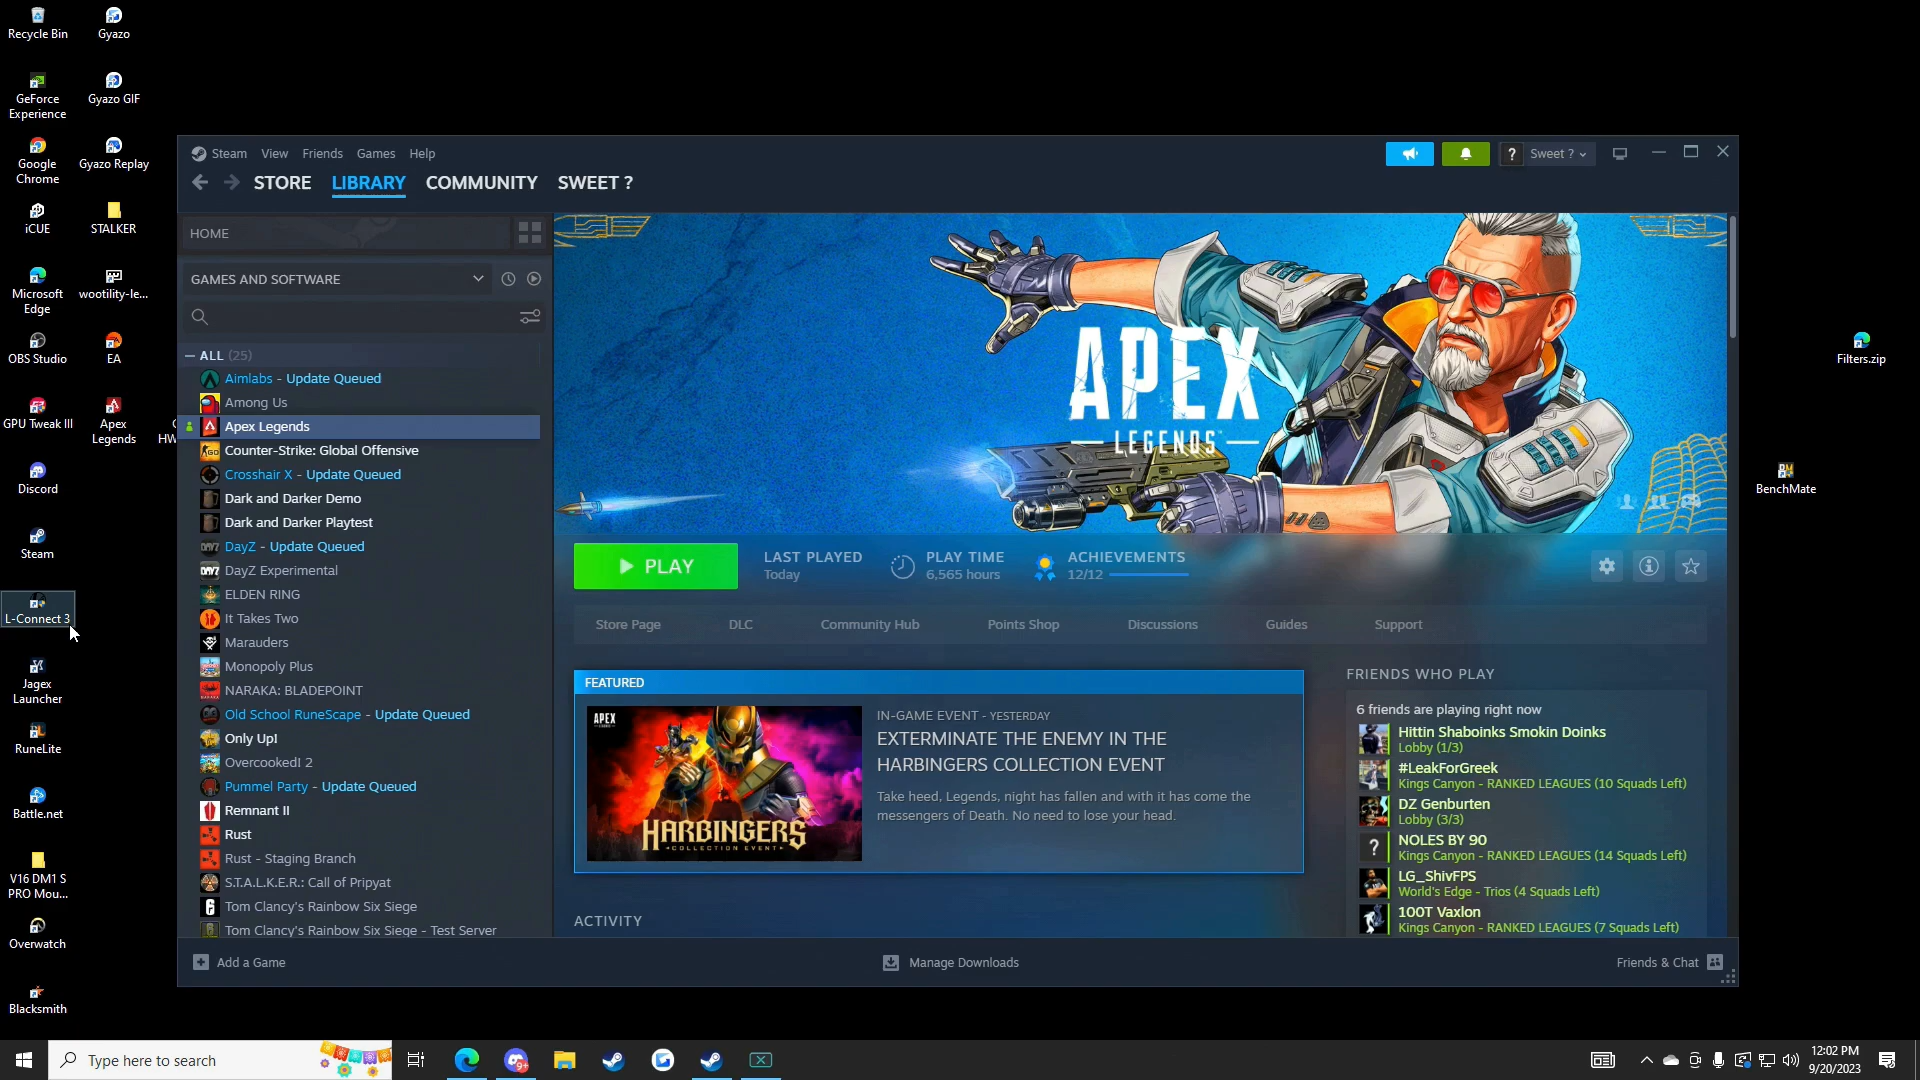 Recycle Bin
Gyazo
GeForce
Experience
Gyazo GIF
Google
Chrome
Gyazo Replay
iCUE
STALKER
Microsoft
Edge
wootility-le...
OBS Studio
EA
GPU Tweak III
Apex
Legends
Discord
Steam
L-Connect 3
Jagex
Launcher
RuneLite
Battle.net
V16 DM1 S
PRO Mou...
Overwatch
Blacksmith
Filters.zip
BenchMate
Steam View Friends Games Help
Sweet ?
STORE LIBRARY COMMUNITY SWEET ?
HOME
GAMES AND SOFTWARE
ALL (25)
Aimlabs - Update Queued
Among Us
Apex Legends
Counter-Strike: Global Offensive
Crosshair X - Update Queued
Dark and Darker Demo
Dark and Darker Playtest
DayZ - Update Queued
DayZ Experimental
ELDEN RING
It Takes Two
Marauders
Monopoly Plus
NARAKA: BLADEPOINT
Old School RuneScape - Update Queued
Only Up!
Overcooked! 2
Pummel Party - Update Queued
Remnant II
Rust
Rust - Staging Branch
S.T.A.L.K.E.R.: Call of Pripyat
Tom Clancy's Rainbow Six Siege
Tom Clancy's Rainbow Six Siege - Test Server
APEX
LEGENDS
PLAY
LAST PLAYED
Today
PLAY TIME
6,565 hours
ACHIEVEMENTS
12/12
Store Page DLC Community Hub Points Shop Discussions Guides Support
FEATURED
APEX
HARBINGERS
COLLECTION EVENT
IN-GAME EVENT - YESTERDAY
EXTERMINATE THE ENEMY IN THE
HARBINGERS COLLECTION EVENT
Take heed, Legends, night has fallen and with it has come the
messengers of Death. No need to lose your head.
ACTIVITY
FRIENDS WHO PLAY
6 friends are playing right now
Hittin Shaboinks Smokin Doinks
Lobby (1/3)
#LeakForGreek
Kings Canyon - RANKED LEAGUES (10 Squads Left)
DZ Genburten
Lobby (3/3)
NOLES BY 90
Kings Canyon - RANKED LEAGUES (14 Squads Left)
LG_ShivFPS
World's Edge - Trios (4 Squads Left)
100T Vaxlon
Kings Canyon - RANKED LEAGUES (7 Squads Left)
Add a Game
Manage Downloads
Friends & Chat
Type here to search
9+
12:02 PM
9/20/2023